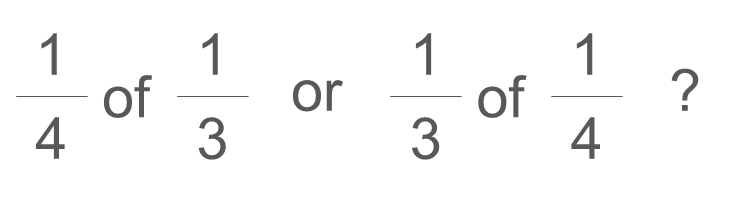 1/4 of 1/3 or 1/3 of 1/4 ?